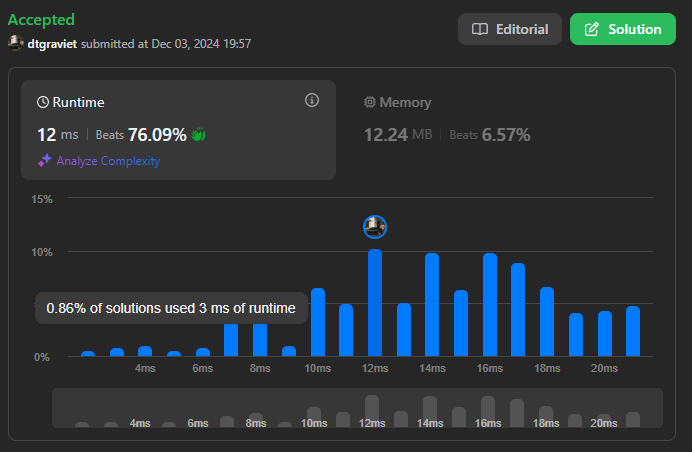 Accepted
dtgraviet submitted at Dec 03, 2024 19:57
Editorial
Solution
Runtime
12 ms | Beats 76.09%
Analyze Complexity
Memory
12.24 MB | Beats 6.57%
15%
10%
0.86% of solutions used 3 ms of runtime
0%
4ms 6ms 8ms 10ms 12ms 14ms 16ms 18ms 20ms
4ms 6ms 8ms 10ms 12ms 14ms 16ms 18ms 20ms